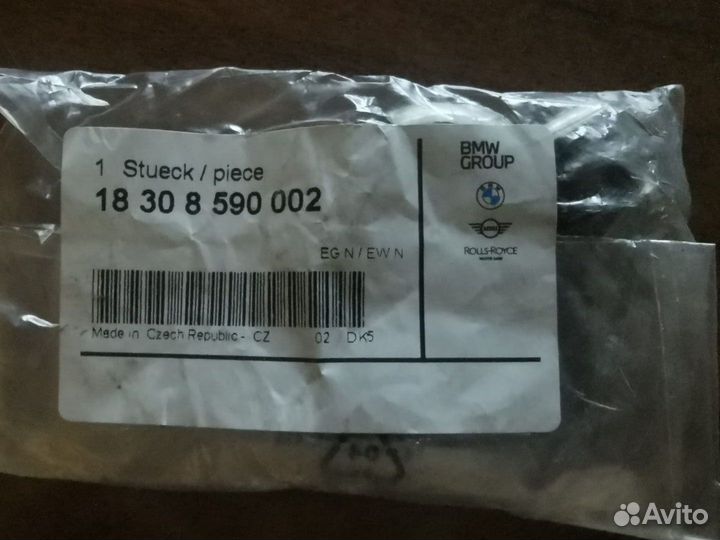 1 Stueck / piece
18 30 8 590 002
EG N / EW N
Made in Czech Republic - CZ 02 DK5
BMW
GROUP
ROLLS-ROYCE
04
Avito